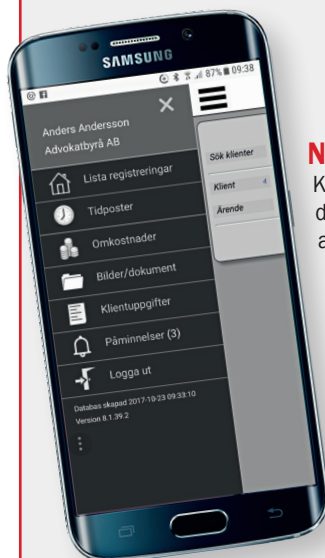 SAMSUNG
87% 09:38
Anders Andersson
Advokatbyrå AB
Lista registreringar
Tidposter
Omkostnader
Bilder/dokument
Klientuppgifter
Påminnelser (3)
Logga ut
Databas skapad 2017-10-23 09:33:10
Version 8.1.39.2
Sök klienter
Klient
Ärende
N
K
d
a